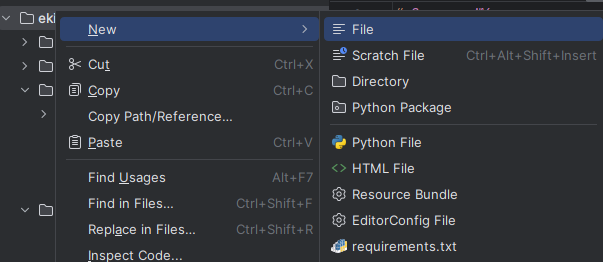 eki
New
Cut Ctrl+X
Copy Ctrl+C
Copy Path/Reference...
Paste Ctrl+V
Find Usages Alt+F7
Find in Files... Ctrl+Shift+F
Replace in Files... Ctrl+Shift+R
Inspect Code...
File
Scratch File Ctrl+Alt+Shift+Insert
Directory
Python Package
Python File
HTML File
Resource Bundle
EditorConfig File
requirements.txt